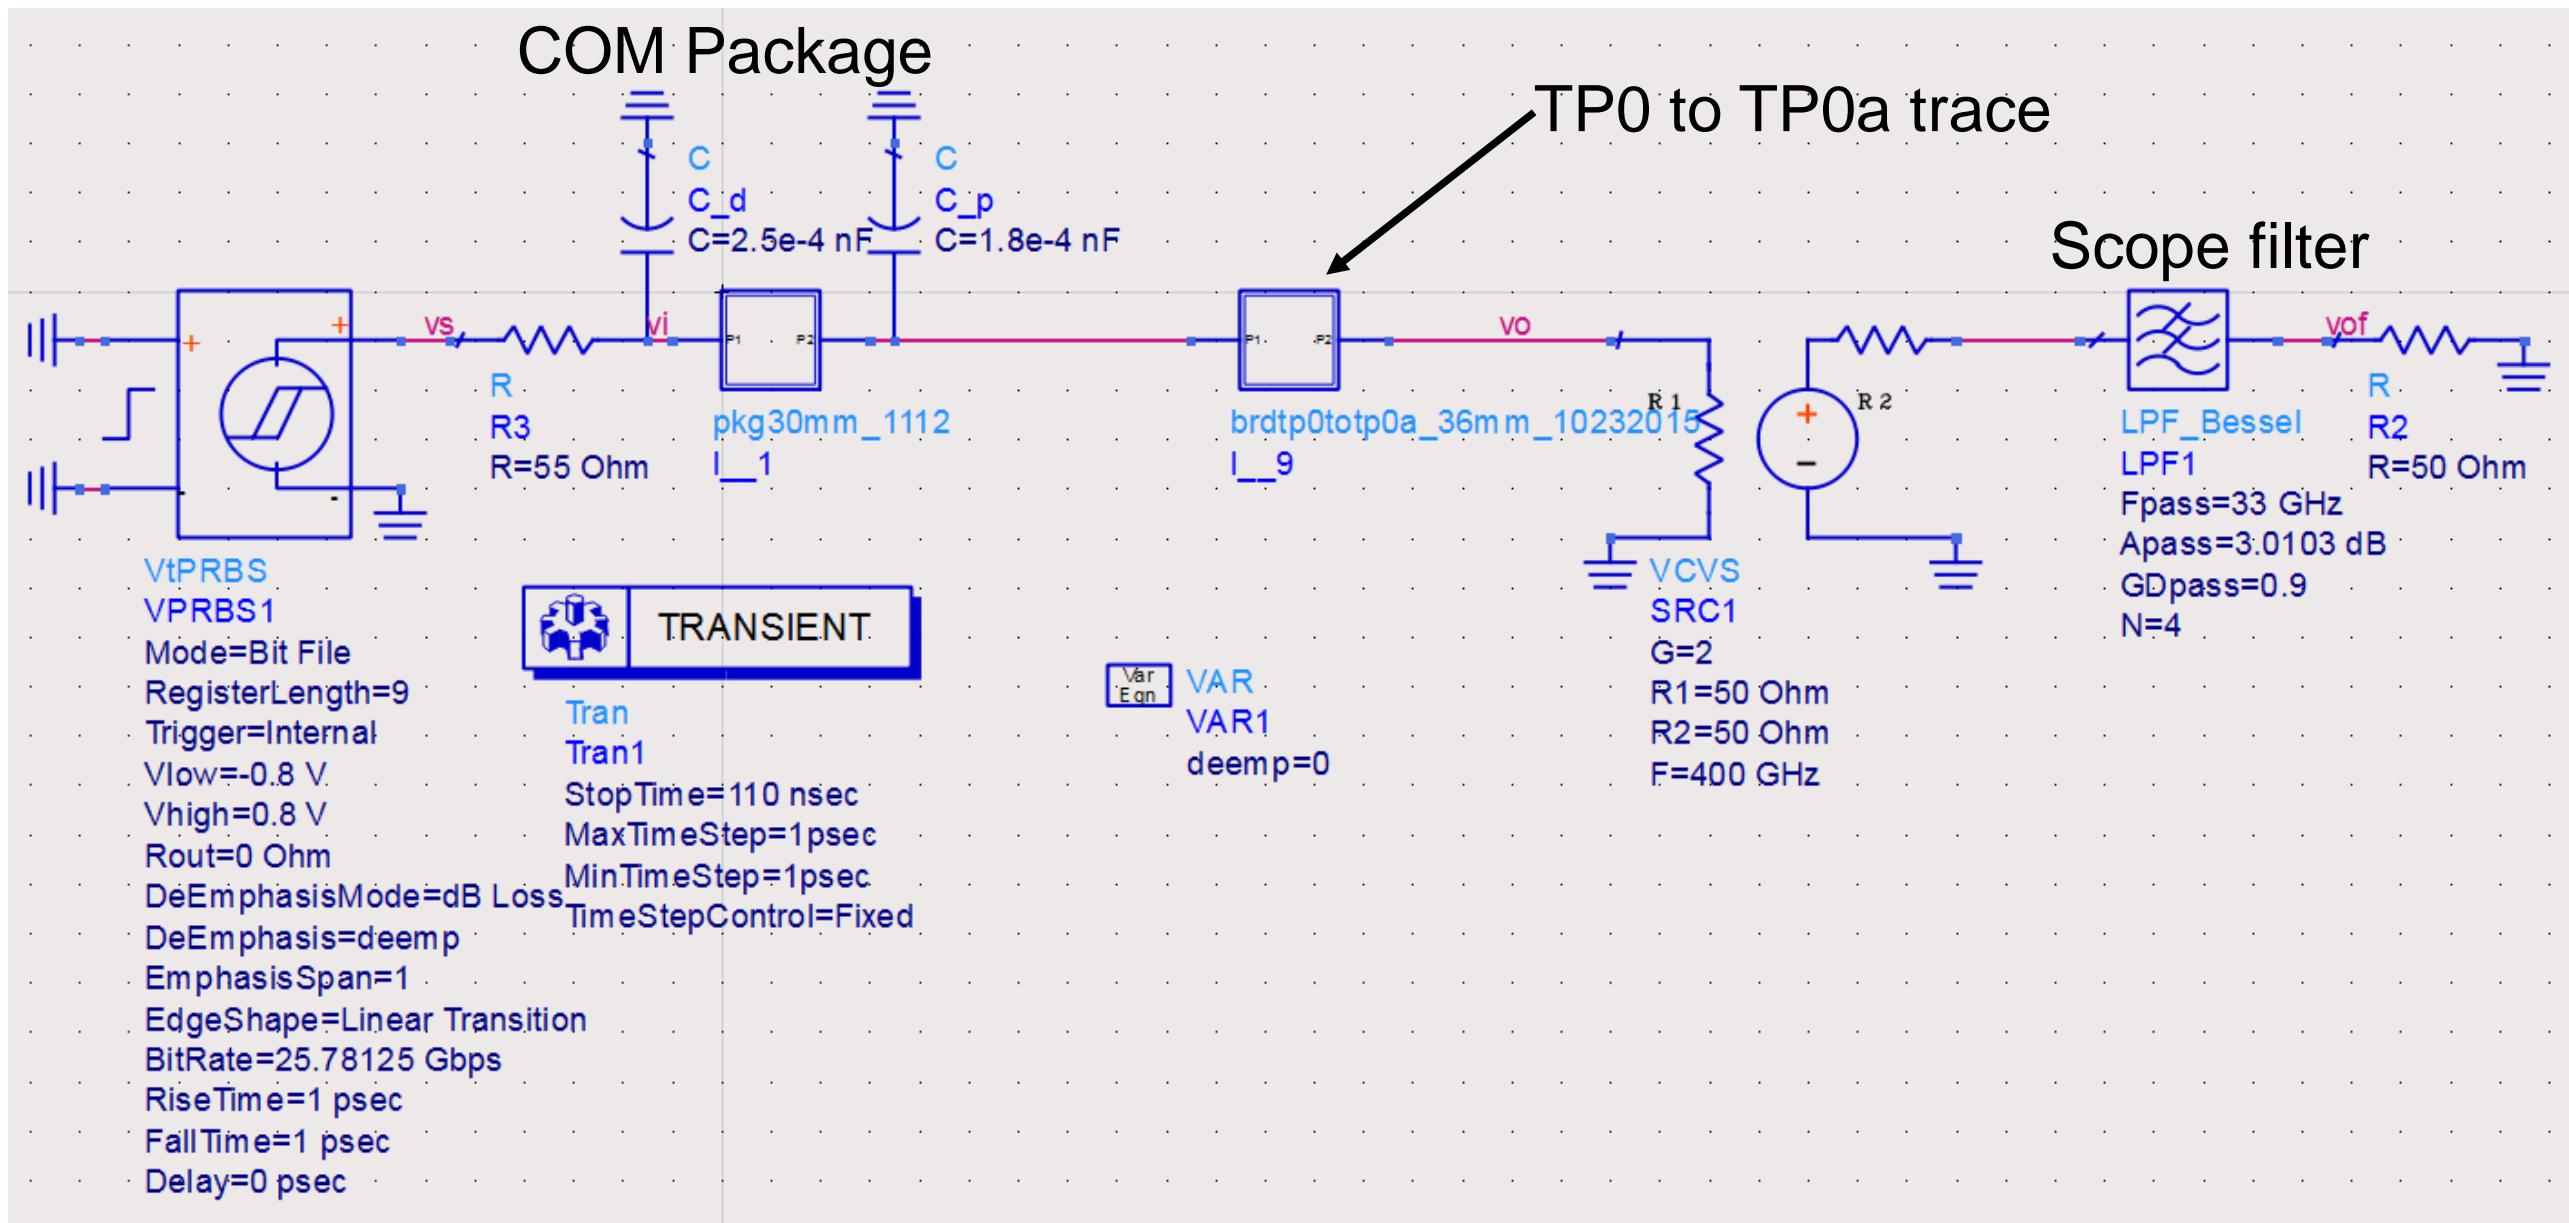 COM Package
TP0 to TP0a trace
Scope filter
C
C_d
C=2.5e-4 nF
C
C_p
C=1.8e-4 nF
+
+
-
-
vs
vi
P1
P2
P1
P2
vo
vof
R
R3
R=55 Ohm
pkg30mm_1112
I__1
brdtp0totp0a_36mm_10232015
I__9
R1
+
−
R2
LPF_Bessel
LPF1
Fpass=33 GHz
Apass=3.0103 dB
GDpass=0.9
N=4
R
R2
R=50 Ohm
VtPRBS
VPRBS1
Mode=Bit File
RegisterLength=9
Trigger=Internal
Vlow=-0.8 V
Vhigh=0.8 V
Rout=0 Ohm
DeEmphasisMode=dB Loss
DeEmphasis=deemp
EmphasisSpan=1
EdgeShape=Linear Transition
BitRate=25.78125 Gbps
RiseTime=1 psec
FallTime=1 psec
Delay=0 psec
TRANSIENT
Tran
Tran1
StopTime=110 nsec
MaxTimeStep=1psec
MinTimeStep=1psec
TimeStepControl=Fixed
Var
Eqn
VAR
VAR1
deemp=0
VCVS
SRC1
G=2
R1=50 Ohm
R2=50 Ohm
F=400 GHz